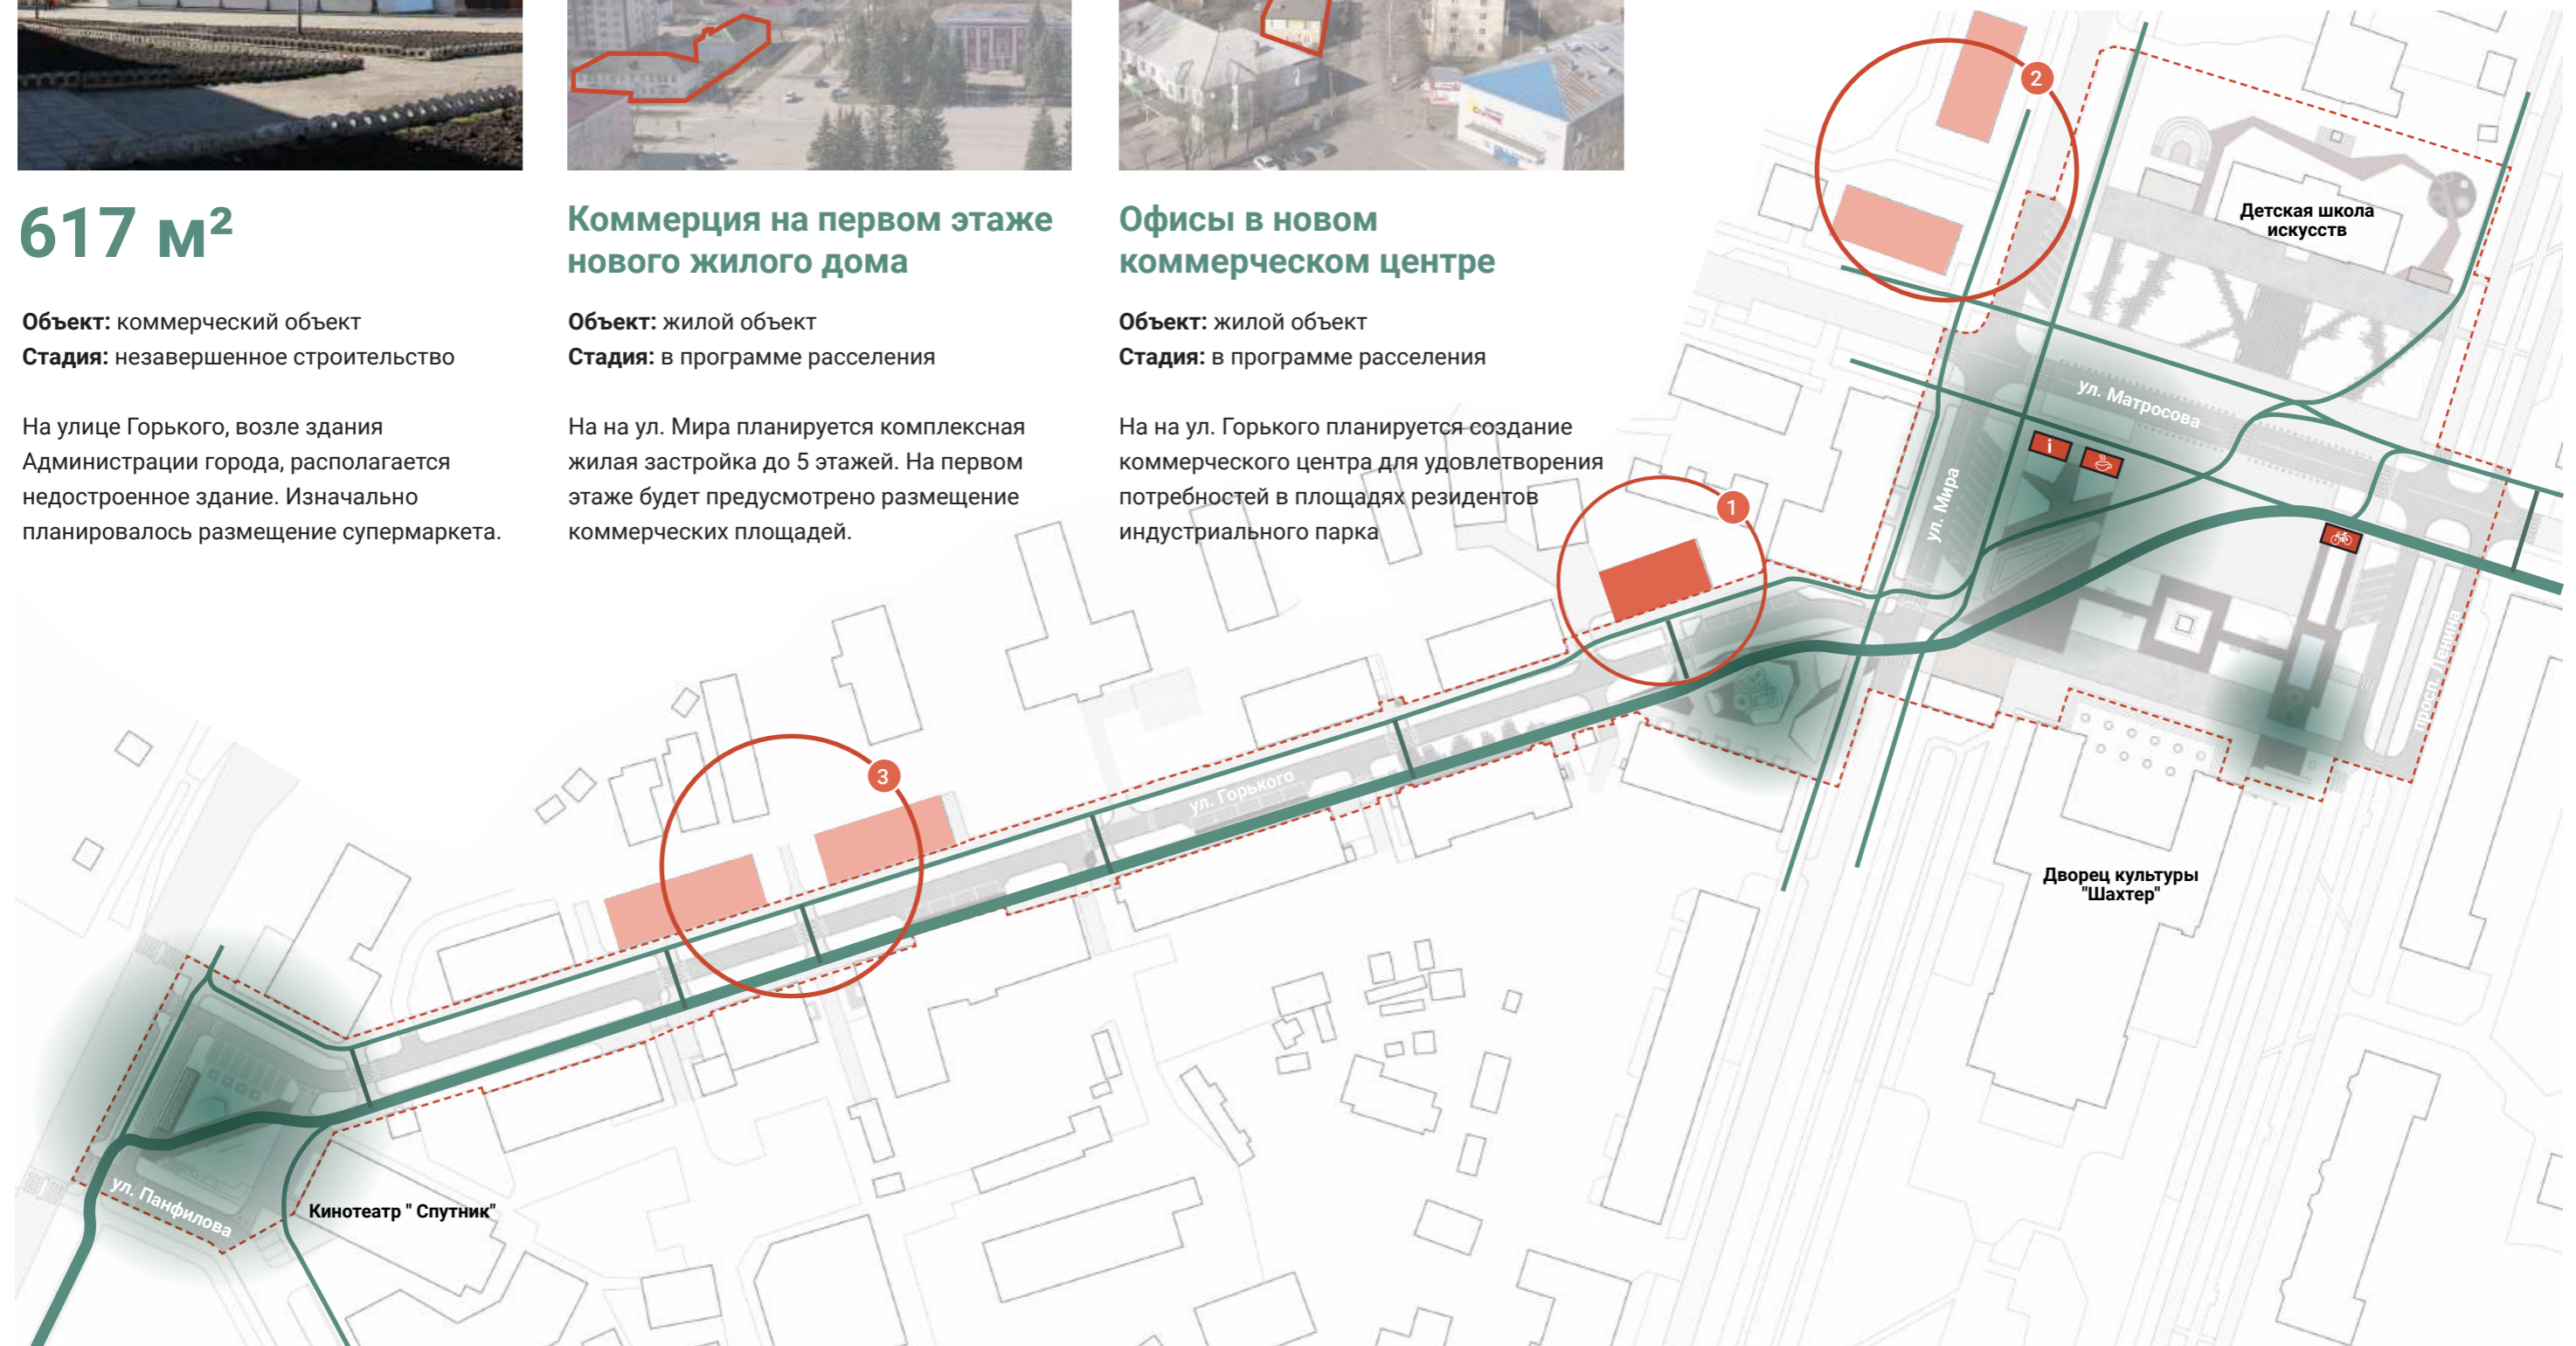 617 м²
Объект: коммерческий объект
Стадия: незавершенное строительство
На улице Горького, возле здания
Администрации города, располагается
недостроенное здание. Изначально
планировалось размещение супермаркета.
Коммерция на первом этаже
нового жилого дома
Объект: жилой объект
Стадия: в программе расселения
На на ул. Мира планируется комплексная
жилая застройка до 5 этажей. На первом
этаже будет предусмотрено размещение
коммерческих площадей.
Офисы в новом
коммерческом центре
Объект: жилой объект
Стадия: в программе расселения
На на ул. Горького планируется создание
коммерческого центра для удовлетворения
потребностей в площадях резидентов
индустриального парка
2
Детская школа
искусств
ул. Матросова
i
ул. Мира
1
просп. Ленина
3
ул. Горького
Дворец культуры
"Шахтер"
ул. Панфилова
Кинотеатр " Спутник"